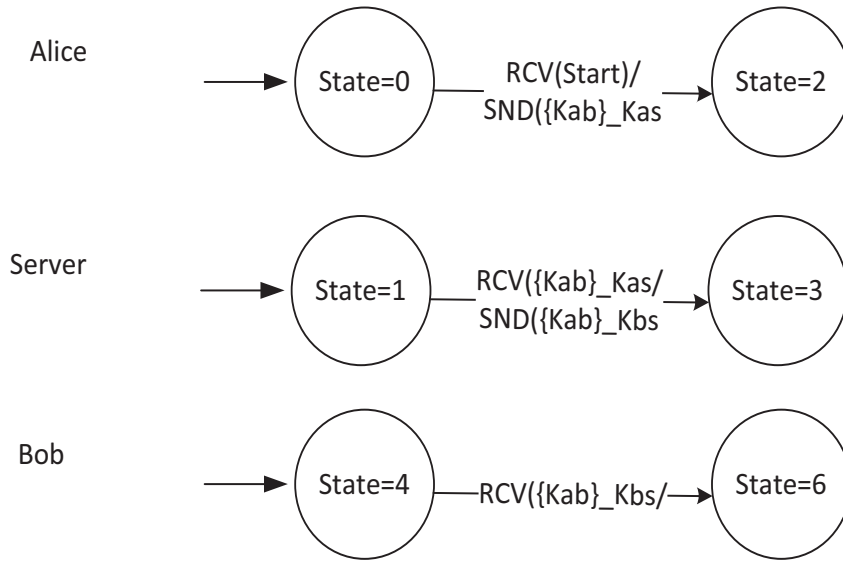 Alice
State=0
RCV(Start)/
SND({Kab}_Kas
State=2
Server
State=1
RCV({Kab}_Kas/
SND({Kab}_Kbs
State=3
Bob
State=4
RCV({Kab}_Kbs/
State=6